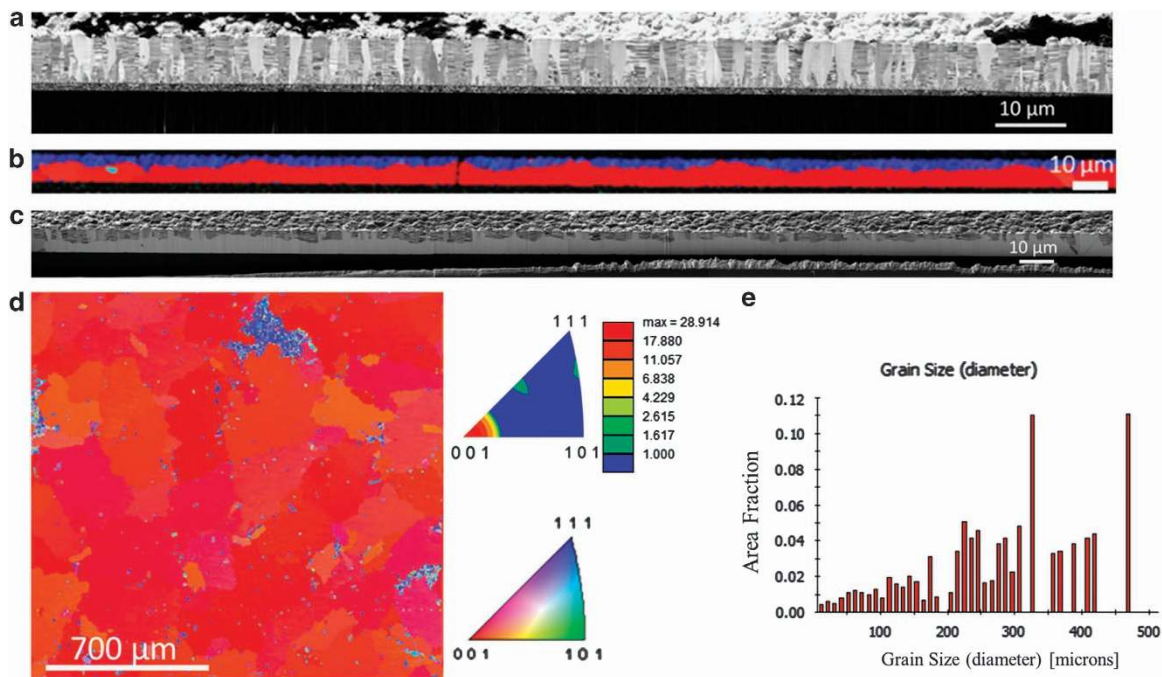 a
10 μm
b
10 μm
c
10 μm
d
700 μm
1 1 1
0 0 1
1 0 1
max = 28.914
17.880
11.057
6.838
4.229
2.615
1.617
1.000
1 1 1
0 0 1
1 0 1
e
Grain Size (diameter)
Area Fraction
0.12
0.10
0.08
0.06
0.04
0.02
0.00
100 200 300 400 500
Grain Size (diameter) [microns]